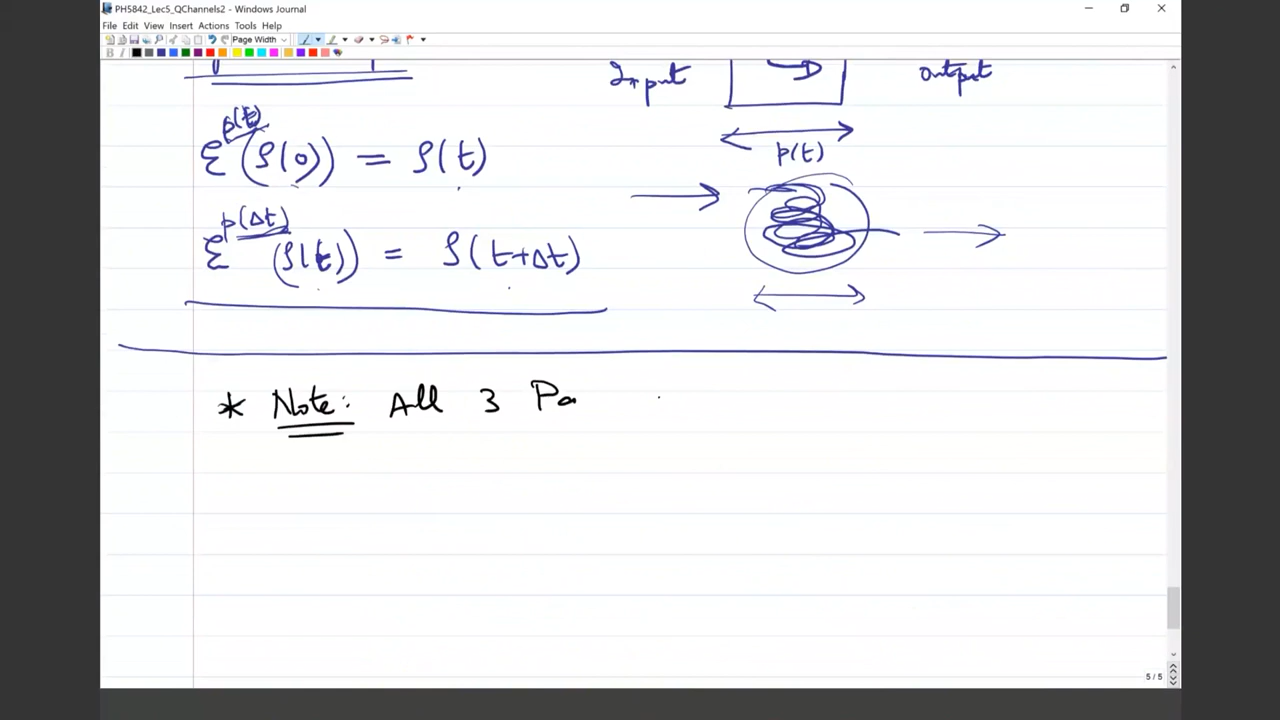 PH5842_Lec5_QChannels2 - Windows Journal
File Edit View Insert Actions Tools Help
Page Width
B I
Input output
p(t)
ℰ^{p(t)} (ρ(0)) = ρ(t)
ℰ^{p(Δt)} (ρ(t)) = ρ(t+Δt)
* Note: All 3 Pa
5 / 5